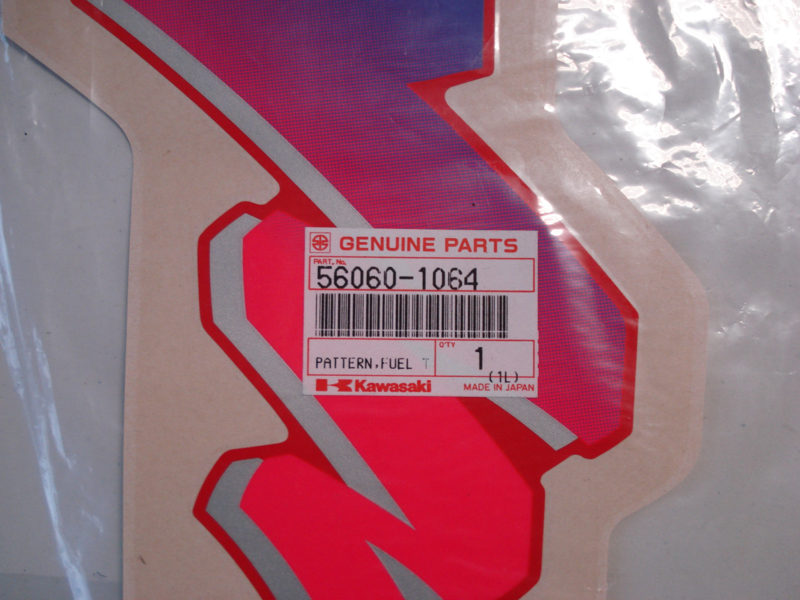 GENUINE PARTS
PART. No.
56060-1064
PATTERN,FUEL T
Q'TY
1
(1L)
Kawasaki
MADE IN JAPAN